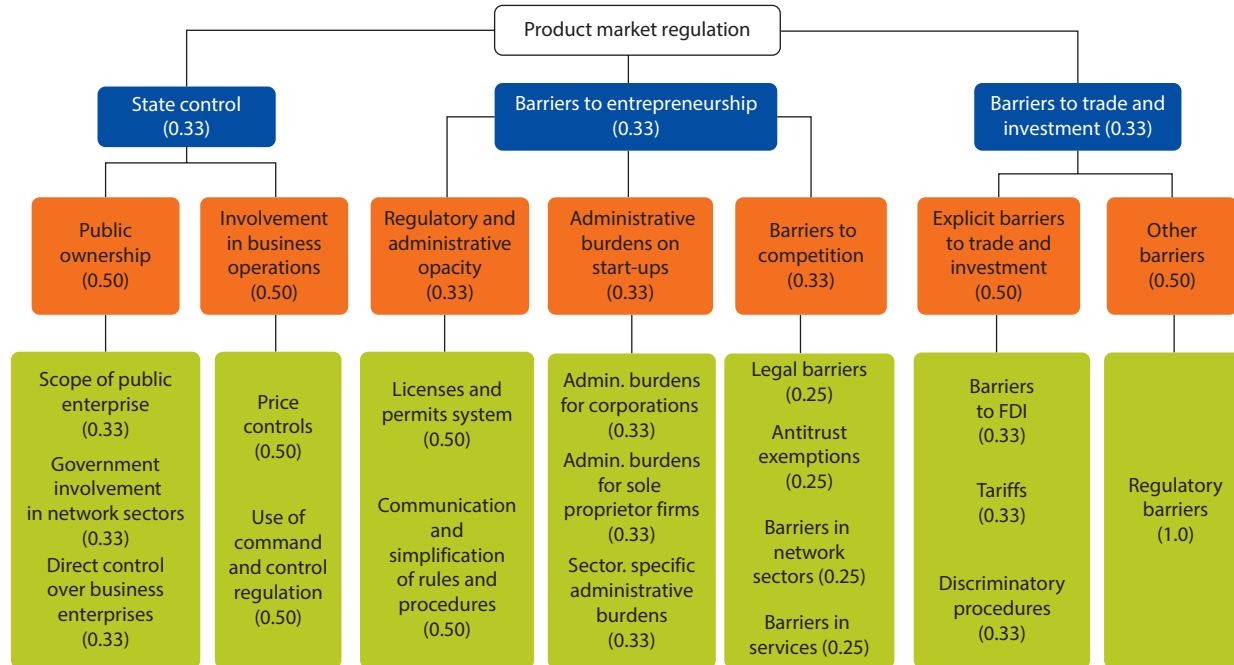 Product market regulation
State control
(0.33)
Barriers to entrepreneurship
(0.33)
Barriers to trade and
investment (0.33)
Public
ownership
(0.50)
Involvement
in business
operations
(0.50)
Regulatory and
administrative
opacity
(0.33)
Administrative
burdens on
start-ups
(0.33)
Barriers to
competition
(0.33)
Explicit barriers
to trade and
investment
(0.50)
Other
barriers
(0.50)
Scope of public
enterprise
(0.33)
Government
involvement
in network sectors
(0.33)
Direct control
over business
enterprises
(0.33)
Price
controls
(0.50)
Use of
command
and control
regulation
(0.50)
Licenses and
permits system
(0.50)
Communication
and
simplification
of rules and
procedures
(0.50)
Admin. burdens
for corporations
(0.33)
Admin. burdens
for sole
proprietor firms
(0.33)
Sector. specific
administrative
burdens
(0.33)
Legal barriers
(0.25)
Antitrust
exemptions
(0.25)
Barriers in
network
sectors (0.25)
Barriers in
services (0.25)
Barriers
to FDI
(0.33)
Tariffs
(0.33)
Discriminatory
procedures
(0.33)
Regulatory
barriers
(1.0)